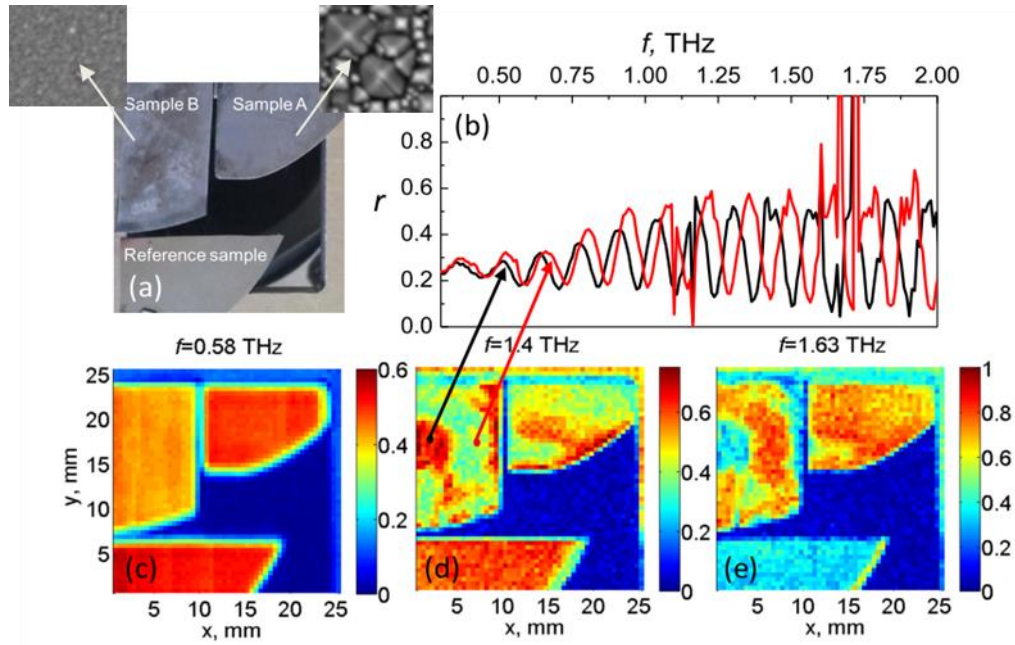 Sample B
Sample A
Reference sample
(a)
f, THz
0.50 0.75 1.00 1.25 1.50 1.75 2.00
(b)
r
0.8
0.6
0.4
0.2
0.0
f=0.58 THz
f=1.4 THz
f=1.63 THz
25
20
15
10
5
y, mm
(c)
5 10 15 20 25
x, mm
0.6
0.4
0.2
0
(d)
5 10 15 20 25
x, mm
0.6
0.4
0.2
0
(e)
5 10 15 20 25
x, mm
1
0.8
0.6
0.4
0.2
0